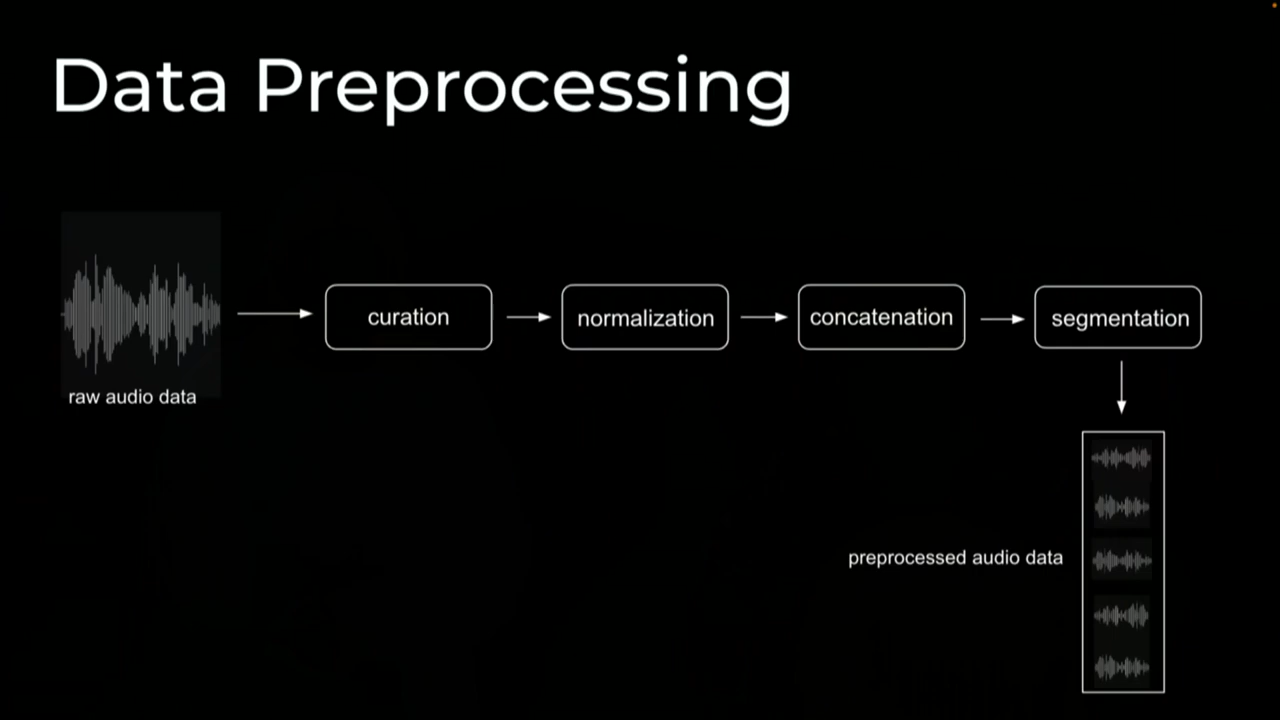 Data Preprocessing
raw audio data
curation
normalization
concatenation
segmentation
preprocessed audio data